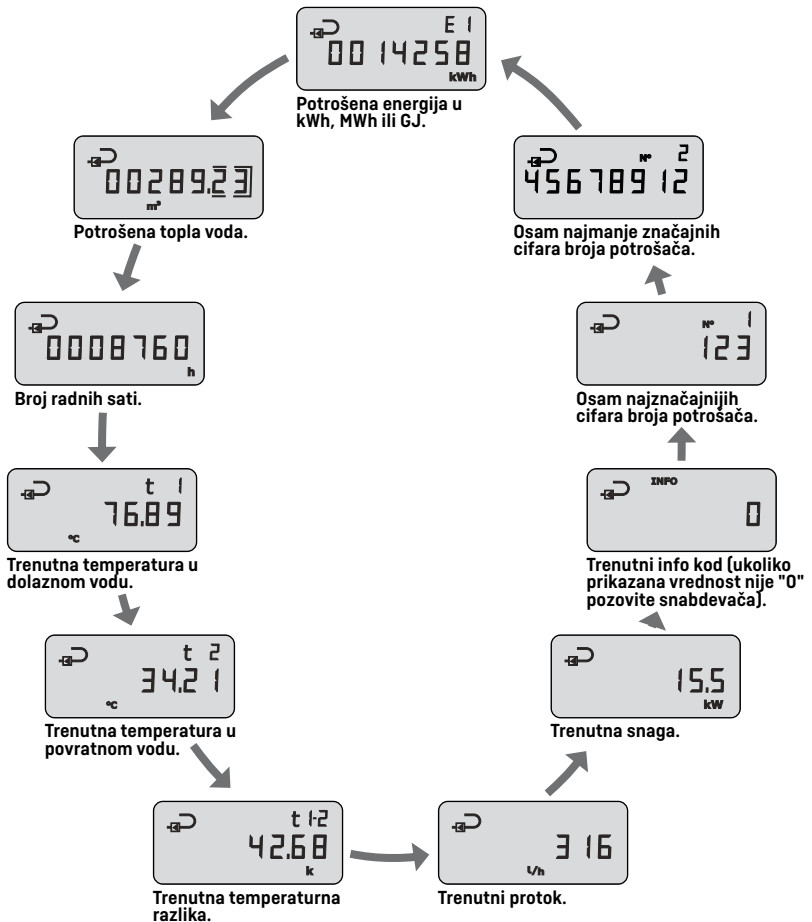 E 1
0014258
kWh
Potrošena energija u
kWh, MWh ili GJ.
00289.23
m³
Potrošena topla voda.
0008760
h
Broj radnih sati.
t 1
76.89
°C
Trenutna temperatura u
dolaznom vodu.
t 2
34.21
°C
Trenutna temperatura u
povratnom vodu.
t1-2
42.68
k
Trenutna temperaturna
razlika.
316
l/h
Trenutni protok.
15.5
kW
Trenutna snaga.
INFO
0
Trenutni info kod (ukoliko
prikazana vrednost nije "0"
pozovite snabdevača).
N° 1
123
Osam najznačajnijih
cifara broja potrošača.
N° 2
45678912
Osam najmanje značajnih
cifara broja potrošača.